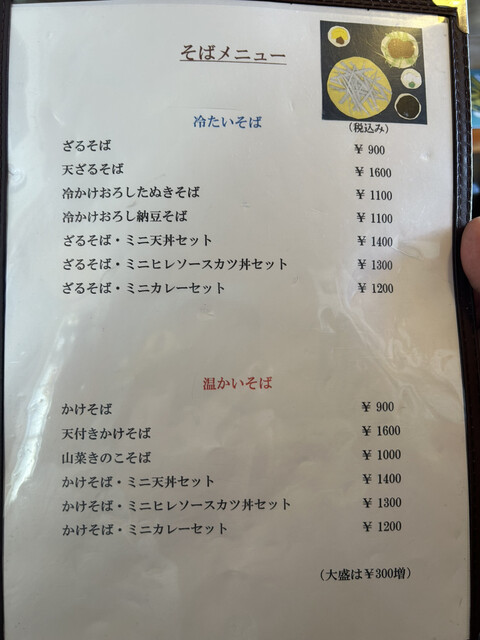 そばメニュー
冷たいそば
(税込み)
ざるそば ¥ 900
天ざるそば ¥ 1600
冷かけおろしたぬきそば ¥ 1100
冷かけおろし納豆そば ¥ 1100
ざるそば・ミニ天丼セット ¥ 1400
ざるそば・ミニヒレソースカツ丼セット ¥ 1300
ざるそば・ミニカレーセット ¥ 1200
温かいそば
かけそば ¥ 900
天付きかけそば ¥ 1600
山菜きのこそば ¥ 1000
かけそば・ミニ天丼セット ¥ 1400
かけそば・ミニヒレソースカツ丼セット ¥ 1300
かけそば・ミニカレーセット ¥ 1200
(大盛は¥300増)